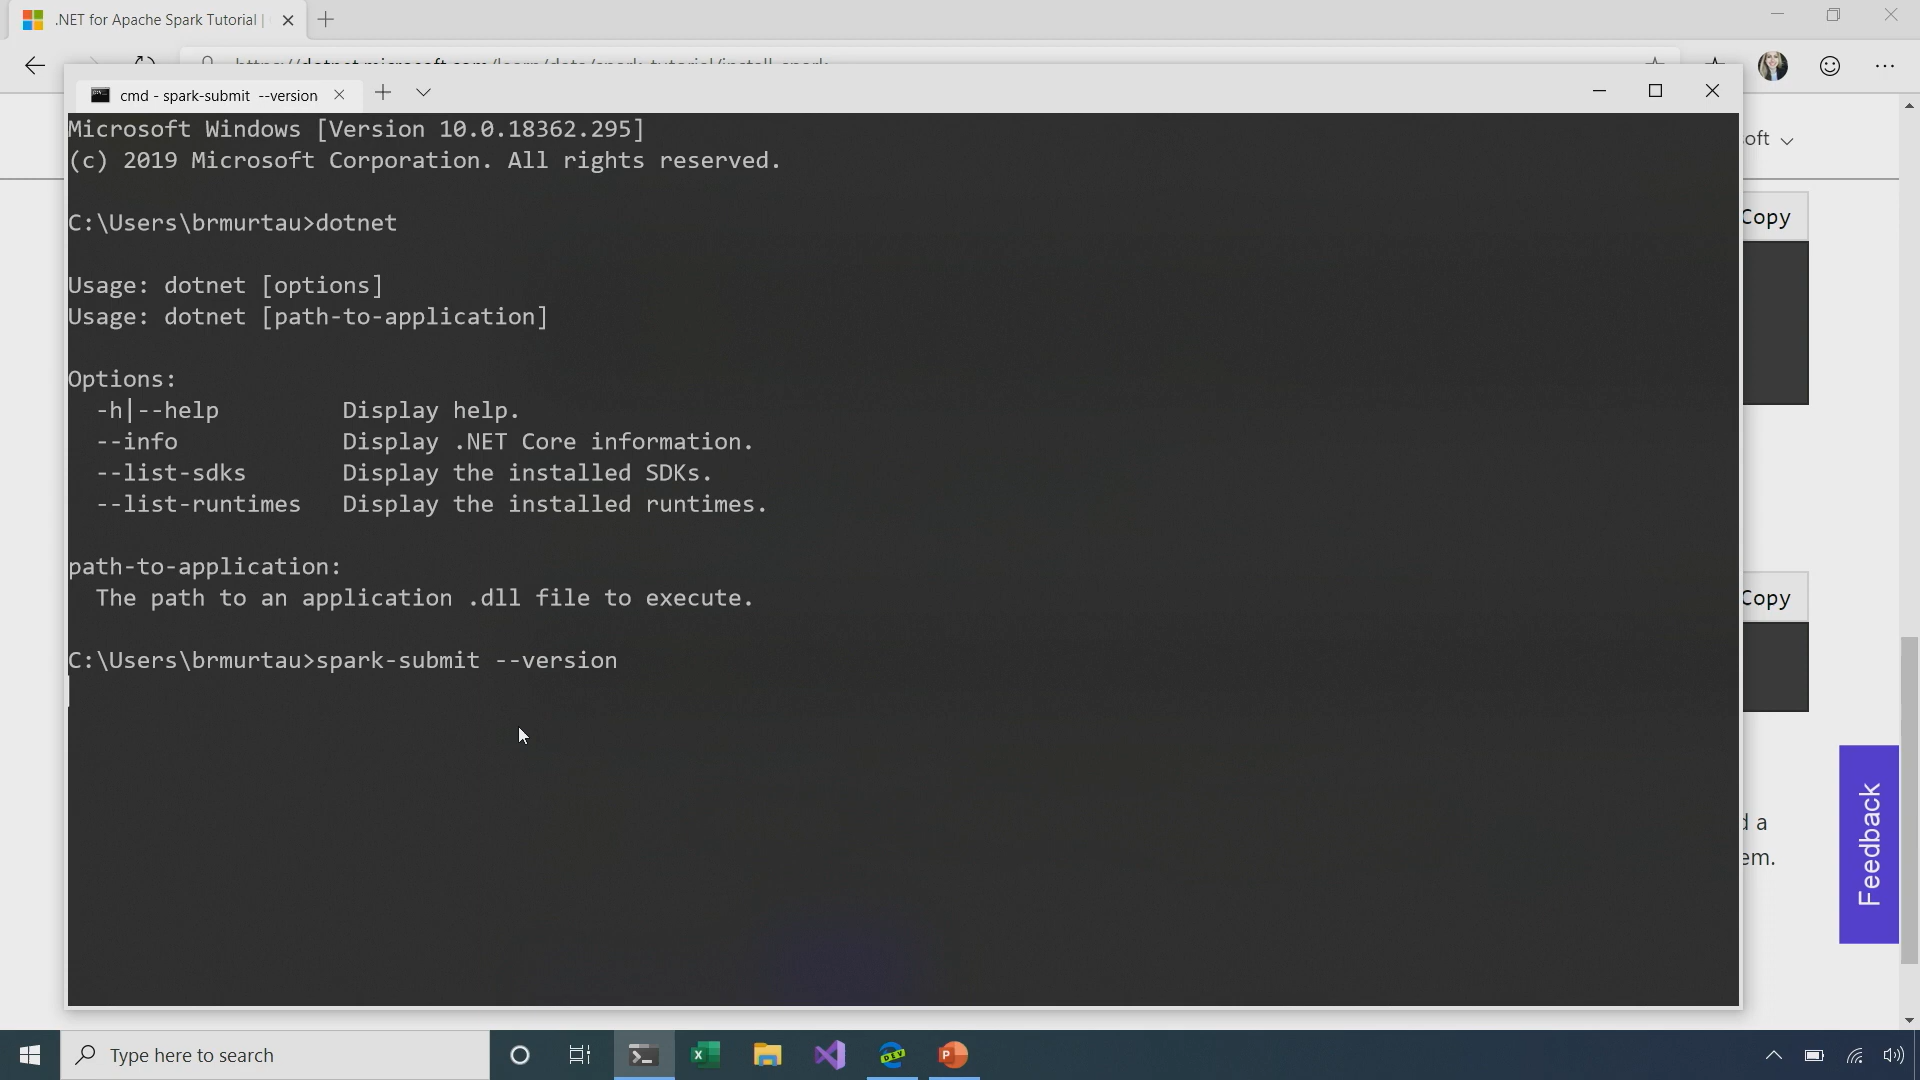 .NET for Apache Spark Tutorial |
cmd - spark-submit --version
Microsoft Windows [Version 10.0.18362.295]
(c) 2019 Microsoft Corporation. All rights reserved.
C:\Users\brmurtau>dotnet
Usage: dotnet [options]
Usage: dotnet [path-to-application]
Options:
-h|--help Display help.
--info Display .NET Core information.
--list-sdks Display the installed SDKs.
--list-runtimes Display the installed runtimes.
path-to-application:
The path to an application .dll file to execute.
C:\Users\brmurtau>spark-submit --version
oft
Copy
Copy
d a
em.
Feedback
Type here to search
DEV